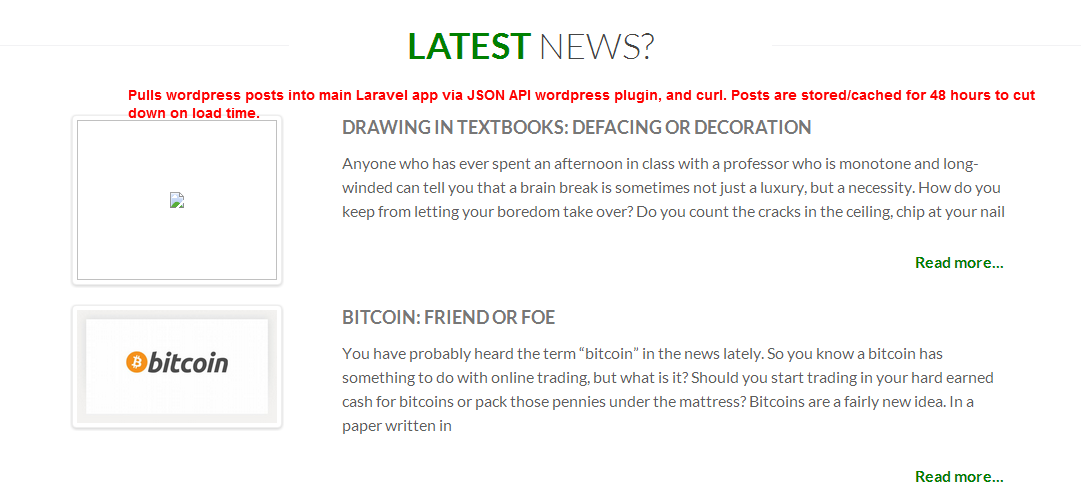 LATEST NEWS?
Pulls wordpress posts into main Laravel app via JSON API wordpress plugin, and curl. Posts are stored/cached for 48 hours to cut
down on load time.
DRAWING IN TEXTBOOKS: DEFACING OR DECORATION
Anyone who has ever spent an afternoon in class with a professor who is monotone and long-
winded can tell you that a brain break is sometimes not just a luxury, but a necessity. How do you
keep from letting your boredom take over? Do you count the cracks in the ceiling, chip at your nail
Read more...
bitcoin
BITCOIN: FRIEND OR FOE
You have probably heard the term “bitcoin” in the news lately. So you know a bitcoin has
something to do with online trading, but what is it? Should you start trading in your hard earned
cash for bitcoins or pack those pennies under the mattress? Bitcoins are a fairly new idea. In a
paper written in
Read more...